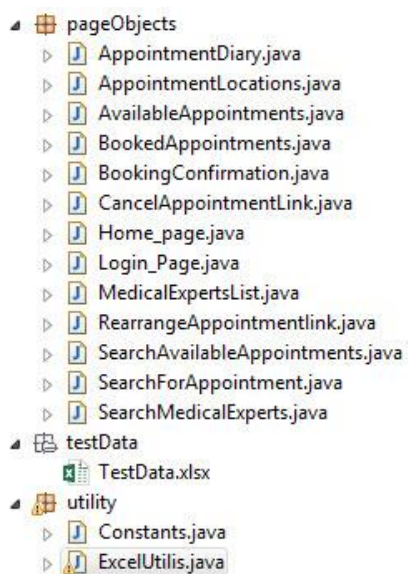 pageObjects
AppointmentDiary.java
AppointmentLocations.java
AvailableAppointments.java
BookedAppointments.java
BookingConfirmation.java
CancelAppointmentLink.java
Home_page.java
Login_Page.java
MedicalExpertsList.java
RearrangeAppointmentlink.java
SearchAvailableAppointments.java
SearchForAppointment.java
SearchMedicalExperts.java
testData
TestData.xlsx
utility
Constants.java
ExcelUtilis.java